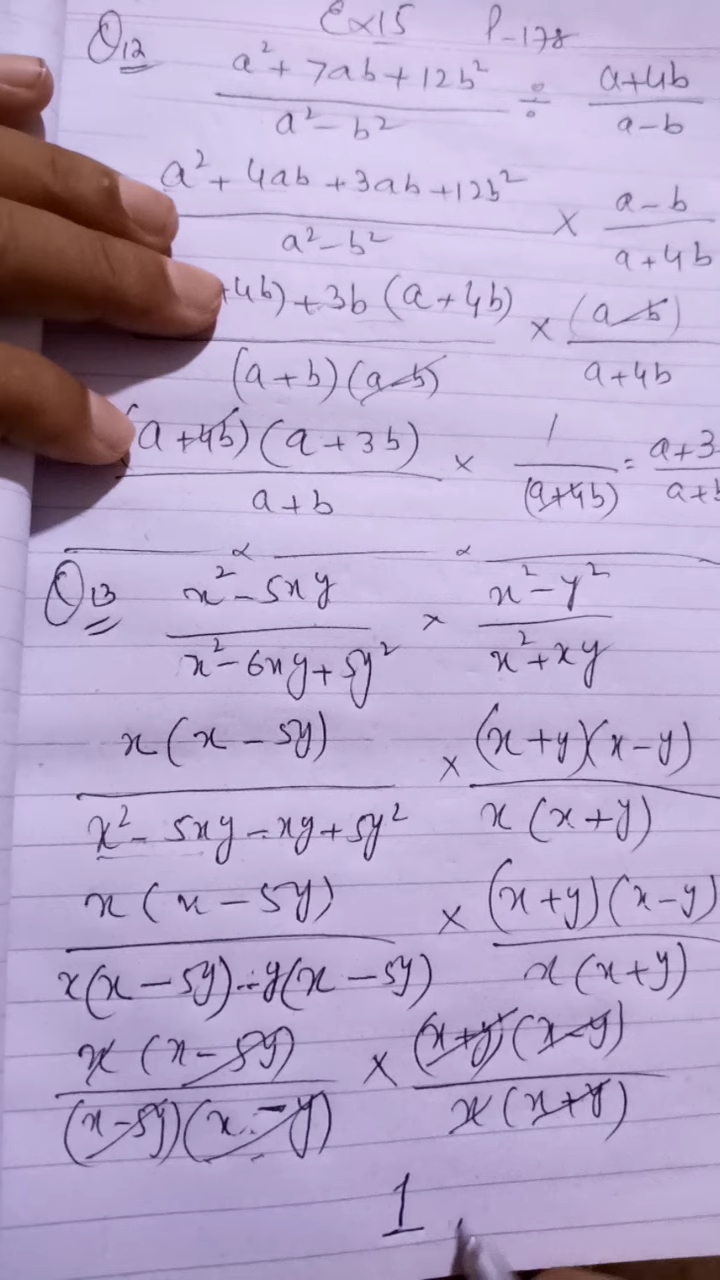 Ex15 P-178
Q12 (a²+7ab+12b²)/(a²-b²) ÷ (a+4b)/(a-b)
(a²+4ab+3ab+12b²)/(a²-b²) × (a-b)/(a+4b)
+4b)+3b(a+4b)/(a+b)(a-b) × (a-b)/(a+4b)
(a+4b)(a+3b)/(a+b) × 1/(a+4b) = a+3/a+b
Q13 (x²-5xy)/(x²-6xy+5y²) × (x²-y²)/(x²+xy)
x(x-5y)/(x²-5xy-xy+5y²) × (x+y)(x-y)/x(x+y)
x(x-5y)/x(x-5y)-y(x-5y) × (x+y)(x-y)/x(x+y)
x(x-5y)/(x-5y)(x-y) × (x+y)(x-y)/x(x+y)
1